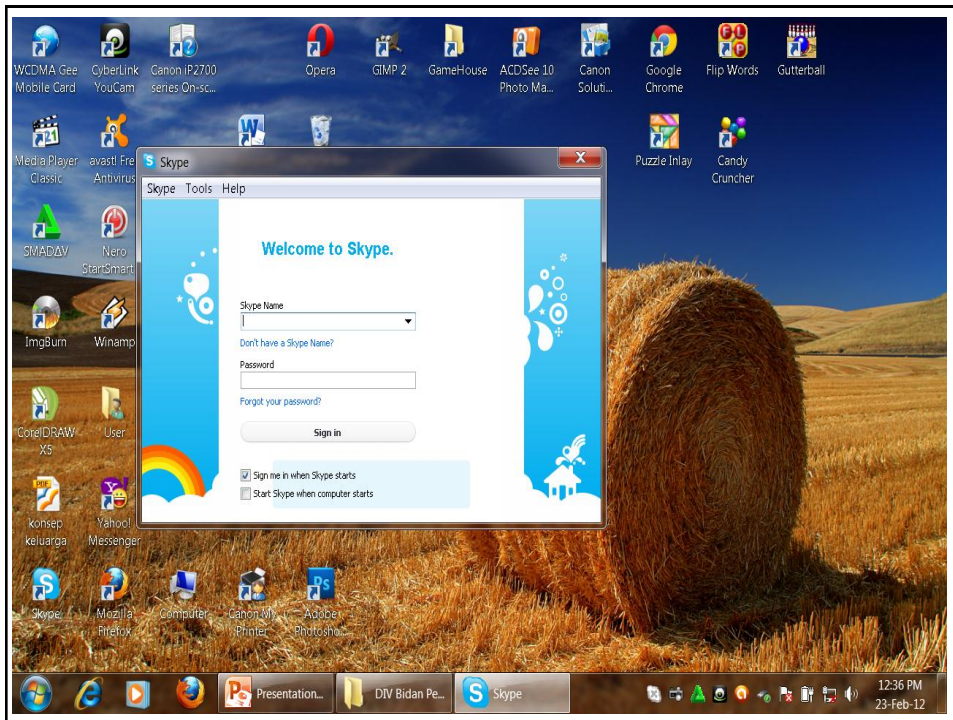 WCDMA Gee
Mobile Card
CyberLink
YouCam
Canon iP2700
series On-sc...
Opera
GIMP 2
GameHouse
ACDSee 10
Photo Ma...
Canon
Soluti...
Google
Chrome
Flip Words
Gutterball
Media Player
Classic
avast! Fre
Antivirus
Puzzle Inlay
Candy
Cruncher
Skype
Skype Tools Help
Welcome to Skype.
Skype Name
Don't have a Skype Name?
Password
Forgot your password?
Sign in
Sign me in when Skype starts
Start Skype when computer starts
SMADΔV
Nero
StartSmart
ImgBurn
Winamp
CorelDRAW
X5
User
PDF
konsep
keluarga
Yahoo!
Messenger
Skype
Mozilla
Firefox
Computer
Canon My
Printer
Ps
Adobe
Photosho...
Presentation...
DIV Bidan Pe...
Skype
12:36 PM
23-Feb-12